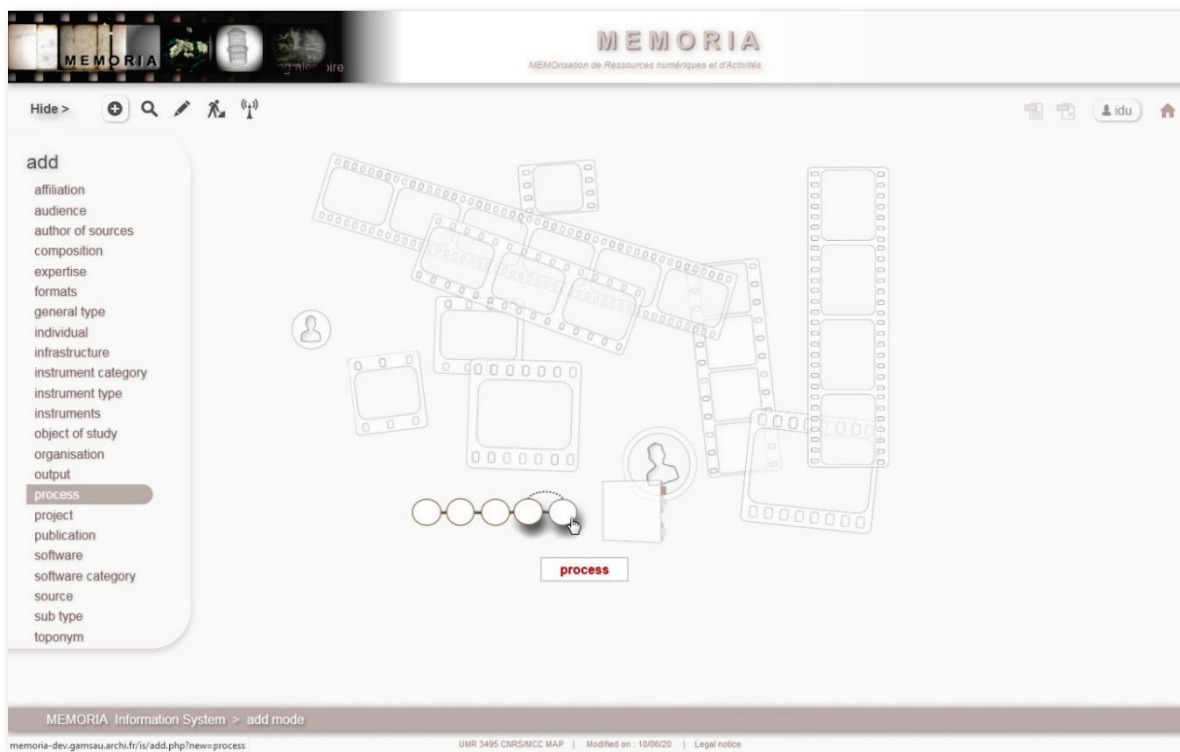 MEMORIA
MEMORIA
MEMOrisation de Ressources numériques et d'Activités
Hide >
idu
add
affiliation
audience
author of sources
composition
expertise
formats
general type
individual
infrastructure
instrument category
instrument type
instruments
object of study
organisation
output
process
project
publication
software
software category
source
sub type
toponym
process
MEMORIA Information System > add mode
memoria-dev.gamsau.archi.fr/is/add.php?new=process
UMR 3495 CNRS/MCC MAP | Modified on : 10/06/20 | Legal notice